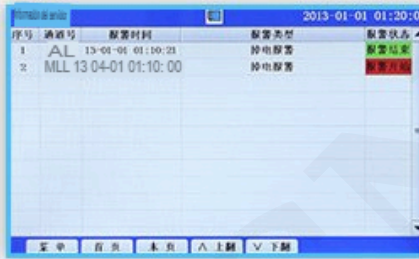 2013-01-01 01:20:0
序号 通道号 报警时间 报警类型 报警状态
1 AL 13-01-01 01:10:21 掉电报警 报警结束
2 MLL 13 04-01 01:10: 00 掉电报警 报警开始
菜单 首页 末页 ∧上翻 ∨下翻